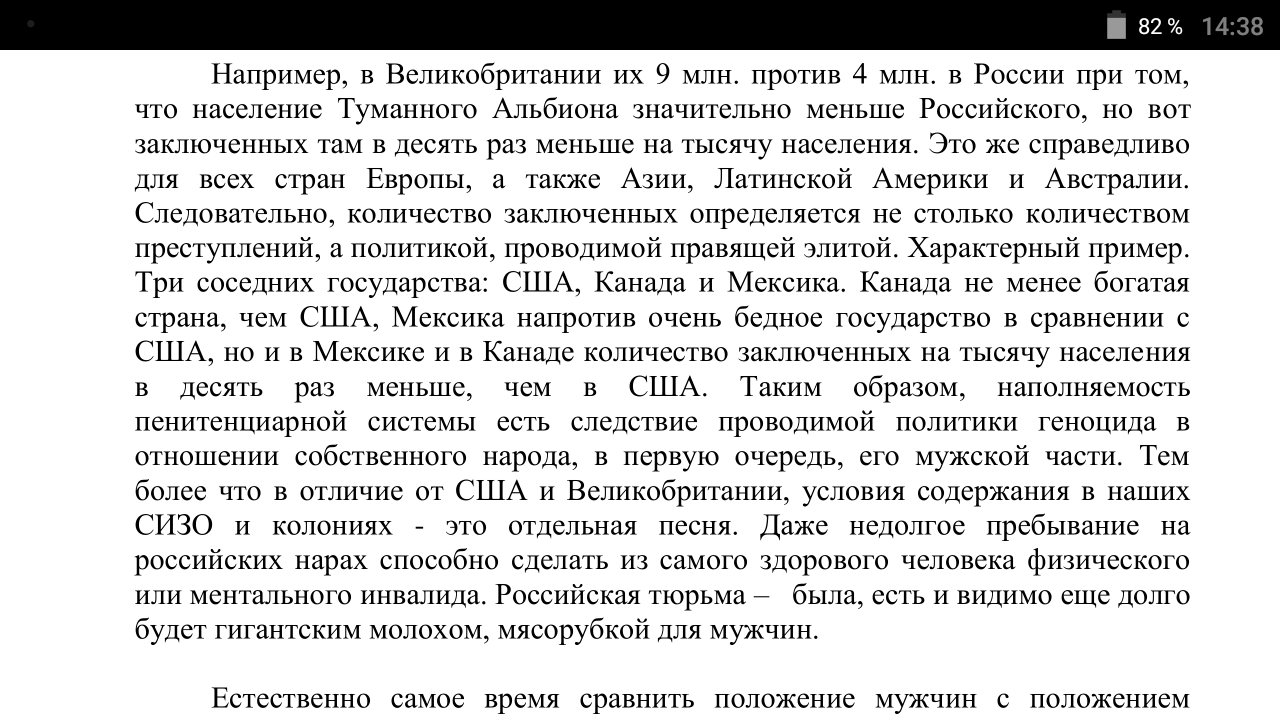 82 % 14:38
Например, в Великобритании их 9 млн. против 4 млн. в России при том,
что население Туманного Альбиона значительно меньше Российского, но вот
заключенных там в десять раз меньше на тысячу населения. Это же справедливо
для всех стран Европы, а также Азии, Латинской Америки и Австралии.
Следовательно, количество заключенных определяется не столько количеством
преступлений, а политикой, проводимой правящей элитой. Характерный пример.
Три соседних государства: США, Канада и Мексика. Канада не менее богатая
страна, чем США, Мексика напротив очень бедное государство в сравнении с
США, но и в Мексике и в Канаде количество заключенных на тысячу населения
в десять раз меньше, чем в США. Таким образом, наполняемость
пенитенциарной системы есть следствие проводимой политики геноцида в
отношении собственного народа, в первую очередь, его мужской части. Тем
более что в отличие от США и Великобритании, условия содержания в наших
СИЗО и колониях - это отдельная песня. Даже недолгое пребывание на
российских нарах способно сделать из самого здорового человека физического
или ментального инвалида. Российская тюрьма – была, есть и видимо еще долго
будет гигантским молохом, мясорубкой для мужчин.
Естественно самое время сравнить положение мужчин с положением